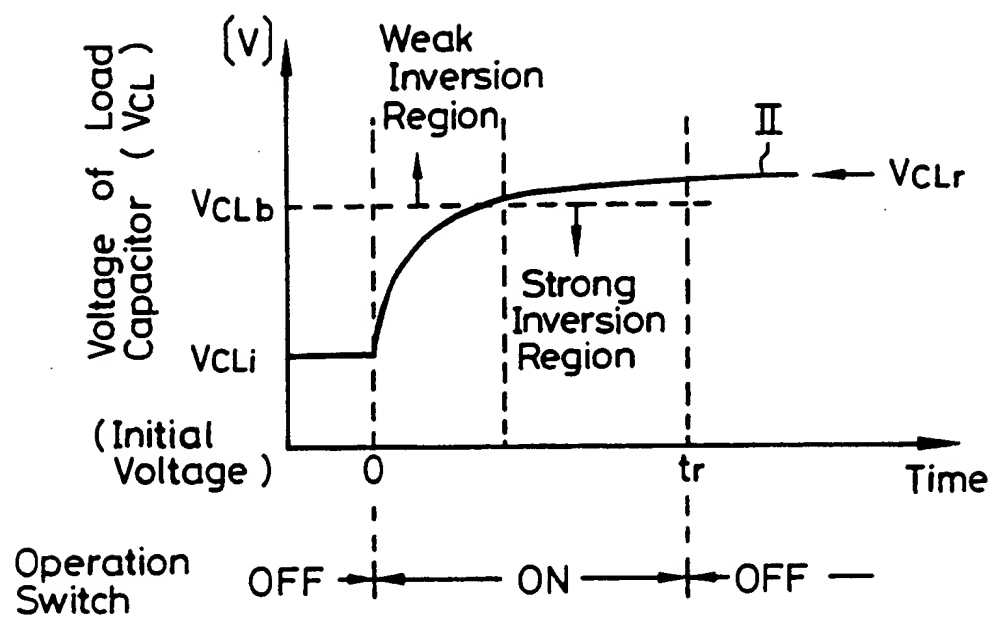 (V)
Voltage of Load
Capacitor (VCL)
Weak
Inversion
Region
II
VCLr
VCLb
Strong
Inversion
Region
VCLi
(Initial
Voltage)
0
tr
Time
Operation
Switch
OFF
ON
OFF